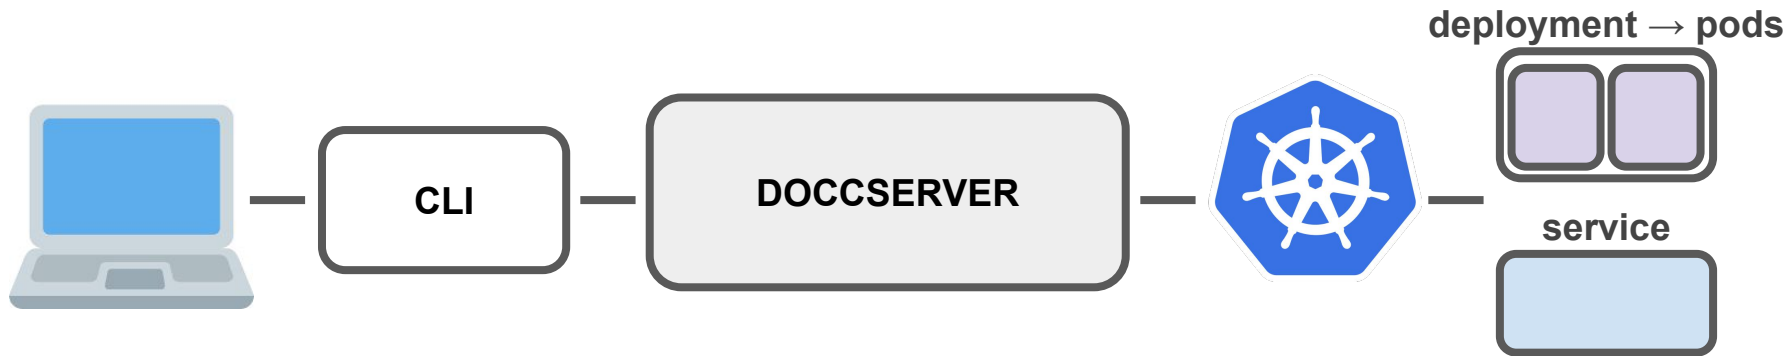 deployment → pods
CLI
DOCCSERVER
service